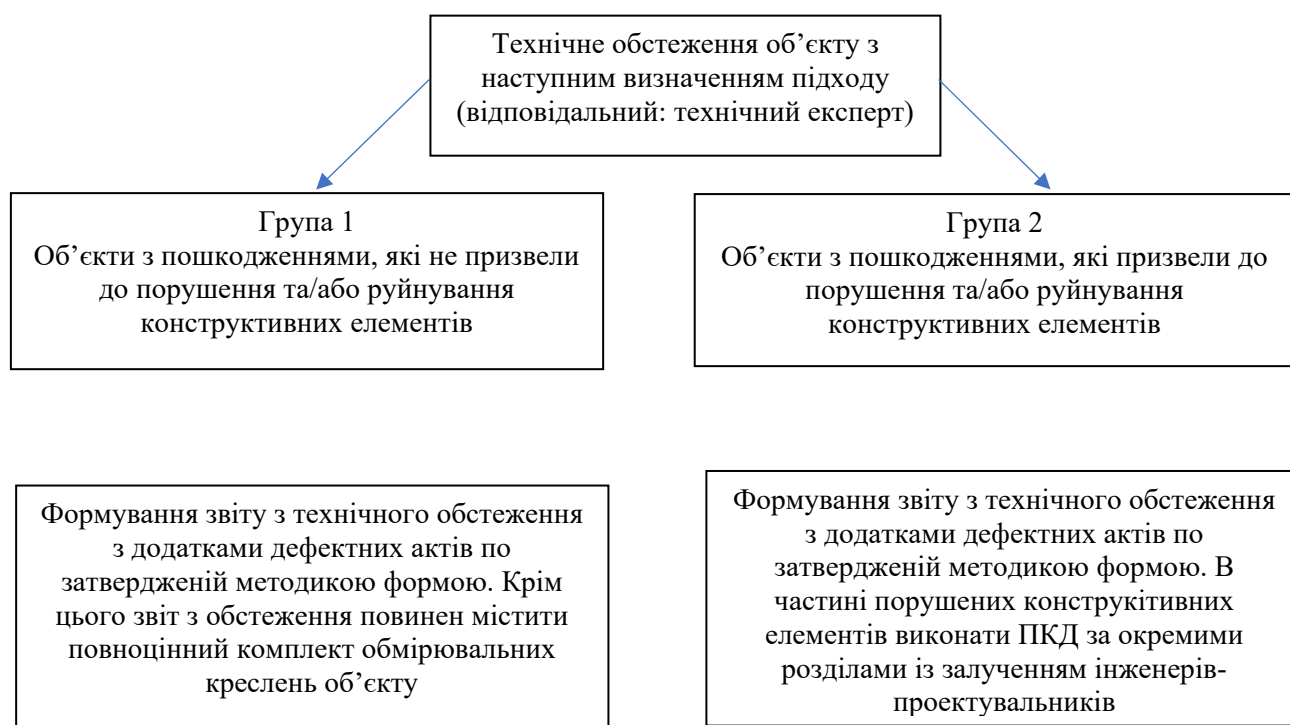 Технічне обстеження об’єкту з
наступним визначенням підходу
(відповідальний: технічний експерт)
Група 1
Об’єкти з пошкодженнями, які не призвели
до порушення та/або руйнування
конструктивних елементів
Група 2
Об’єкти з пошкодженнями, які призвели до
порушення та/або руйнування
конструктивних елементів
Формування звіту з технічного обстеження
з додатками дефектних актів по
затвердженій методикою формою. Крім
цього звіт з обстеження повинен містити
повноцінний комплект обмірювальних
креслень об’єкту
Формування звіту з технічного обстеження
з додатками дефектних актів по
затвердженій методикою формою. В
частині порушених конструкітивних
елементів виконати ПКД за окремими
розділами із залученням інженерів-
проектувальників